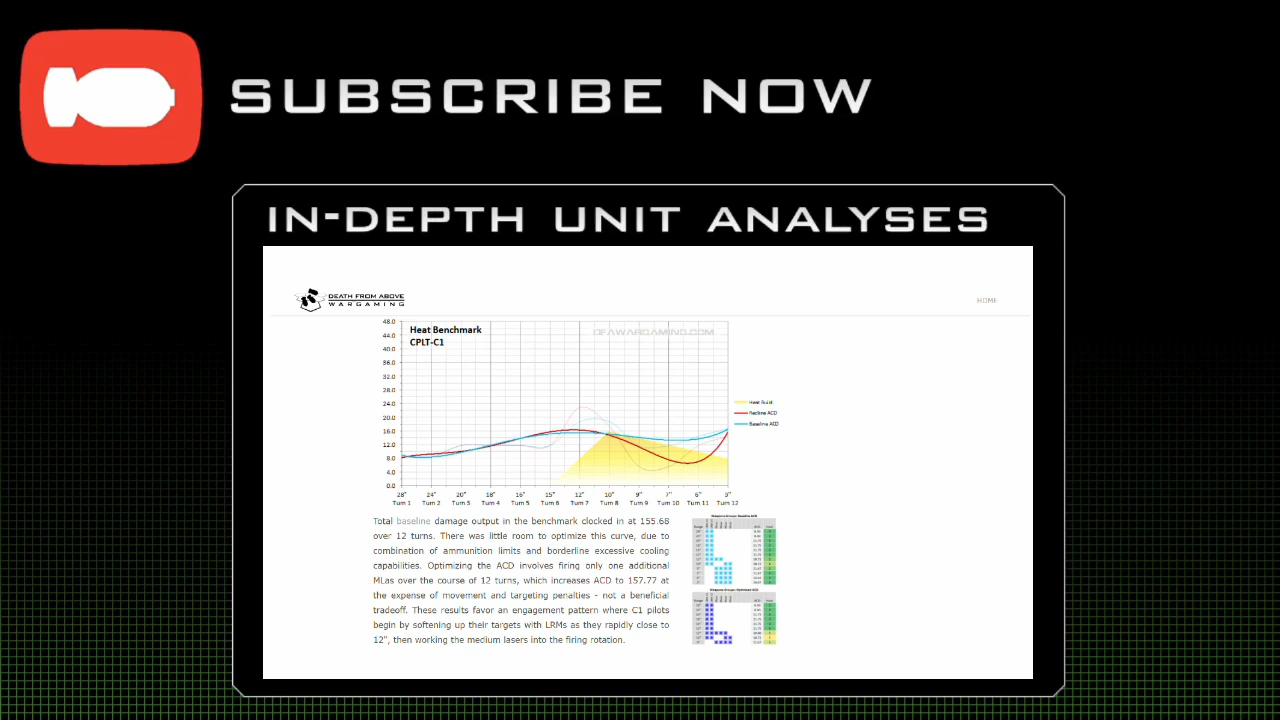 SUBSCRIBE NOW
IN-DEPTH UNIT ANALYSES
DEATH FROM ABOVE
WARGAMING
HOME
Heat Benchmark
CPLT-C1
DFAWARGAMING.COM
48.0
44.0
40.0
36.0
32.0
28.0
24.0
20.0
16.0
12.0
8.0
4.0
0.0
Heat Build
Redline ACD
Baseline ACD
28" 24" 20" 18" 16" 15" 12" 10" 9" 7" 6" 3"
Turn 1 Turn 2 Turn 3 Turn 4 Turn 5 Turn 6 Turn 7 Turn 8 Turn 9 Turn 10 Turn 11 Turn 12
Total baseline damage output in the benchmark clocked in at 155.68
over 12 turns. There was little room to optimize this curve, due to
combination of ammunition limits and borderline excessive cooling
capabilities. Optimizing the ACD involves firing only one additional
MLas over the course of 12 turns, which increases ACD to 157.77 at
the expense of movement and targeting penalties - not a beneficial
tradeoff. These results favor an engagement pattern where C1 pilots
begin by softening up their targets with LRMs as they rapidly close to
12", then working the medium lasers into the firing rotation.